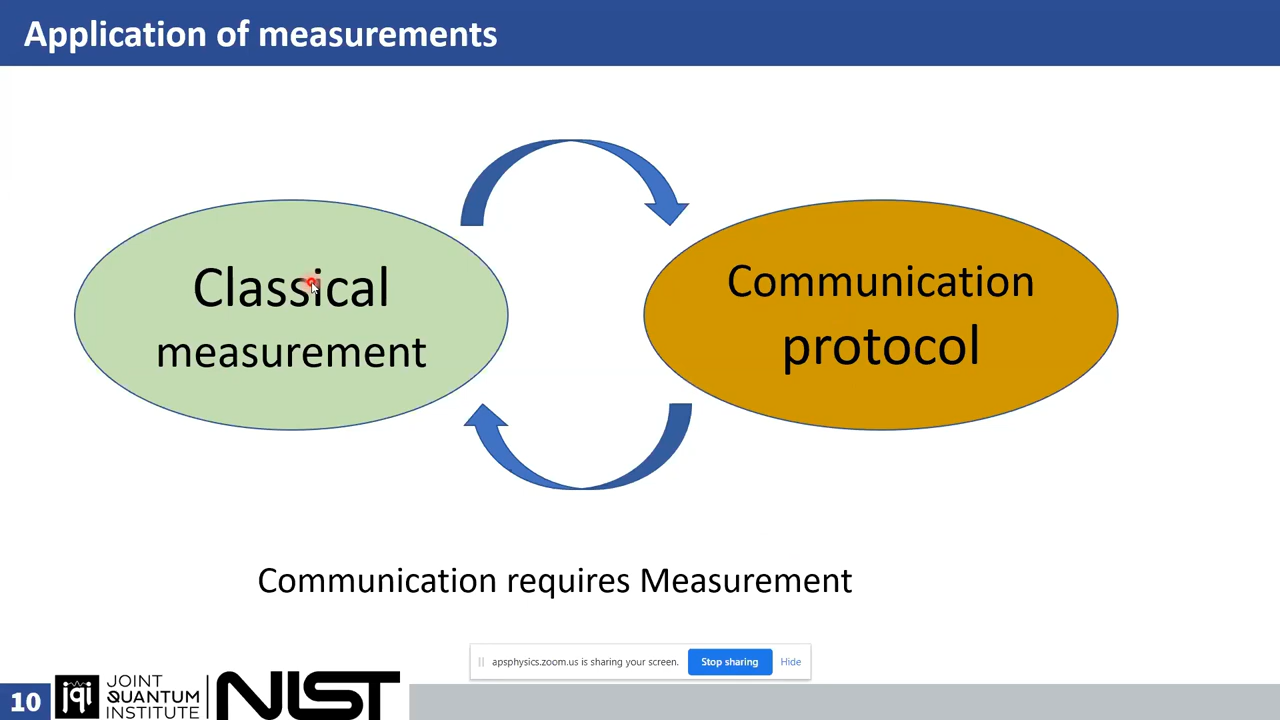 Application of measurements
Classical
measurement
Communication
protocol
Communication requires Measurement
apsphysics.zoom.us is sharing your screen.
Stop sharing
Hide
10
jqi
JOINT
QUANTUM
INSTITUTE
NIST